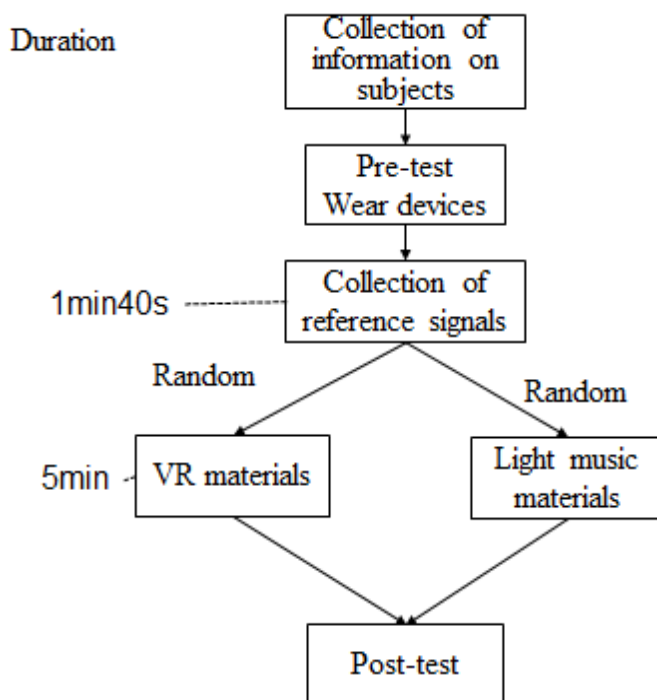 Duration
Collection of
information on
subjects
Pre-test
Wear devices
1min40s
Collection of
reference signals
Random
Random
5min
VR materials
Light music
materials
Post-test